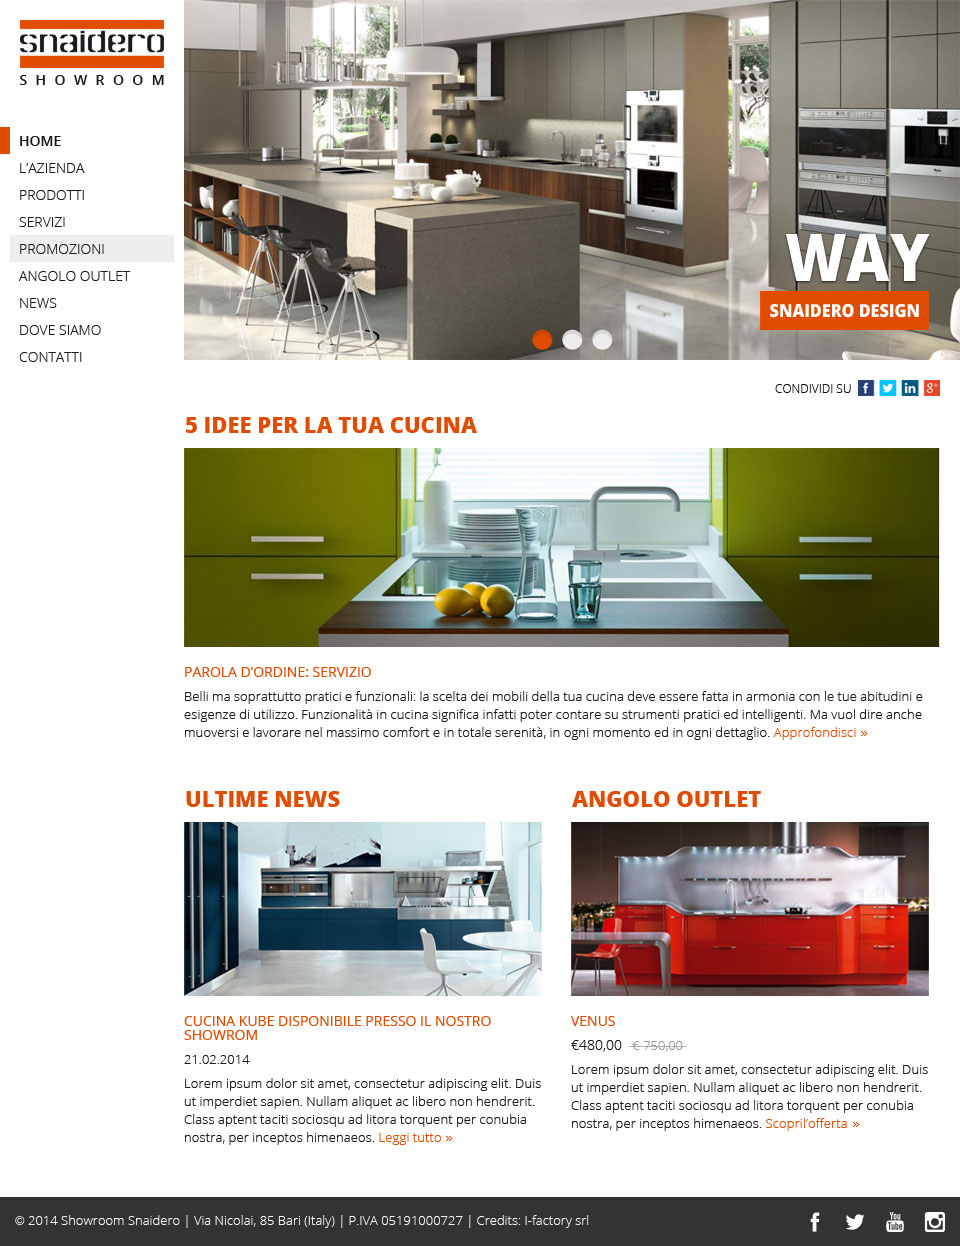 snaidero
SHOWROOM
HOME
L'AZIENDA
PRODOTTI
SERVIZI
PROMOZIONI
ANGOLO OUTLET
NEWS
DOVE SIAMO
CONTATTI
WAY
SNAIDERO DESIGN
CONDIVIDI SU
5 IDEE PER LA TUA CUCINA
PAROLA D'ORDINE: SERVIZIO
Belli ma soprattutto pratici e funzionali: la scelta dei mobili della tua cucina deve essere fatta in armonia con le tue abitudini e
esigenze di utilizzo. Funzionalità in cucina significa infatti poter contare su strumenti pratici ed intelligenti. Ma vuol dire anche
muoversi e lavorare nel massimo comfort e in totale serenità, in ogni momento ed in ogni dettaglio. Approfondisci »
ULTIME NEWS
CUCINA KUBE DISPONIBILE PRESSO IL NOSTRO
SHOWROM
21.02.2014
Lorem ipsum dolor sit amet, consectetur adipiscing elit. Duis
ut imperdiet sapien. Nullam aliquet ac libero non hendrerit.
Class aptent taciti sociosqu ad litora torquent per conubia
nostra, per inceptos himenaeos. Leggi tutto »
ANGOLO OUTLET
VENUS
€480,00 € 750,00
Lorem ipsum dolor sit amet, consectetur adipiscing elit. Duis
ut imperdiet sapien. Nullam aliquet ac libero non hendrerit.
Class aptent taciti sociosqu ad litora torquent per conubia
nostra, per inceptos himenaeos. Scopril'offerta »
© 2014 Showroom Snaidero | Via Nicolai, 85 Bari (Italy) | P.IVA 05191000727 | Credits: I-factory srl
You
Tube